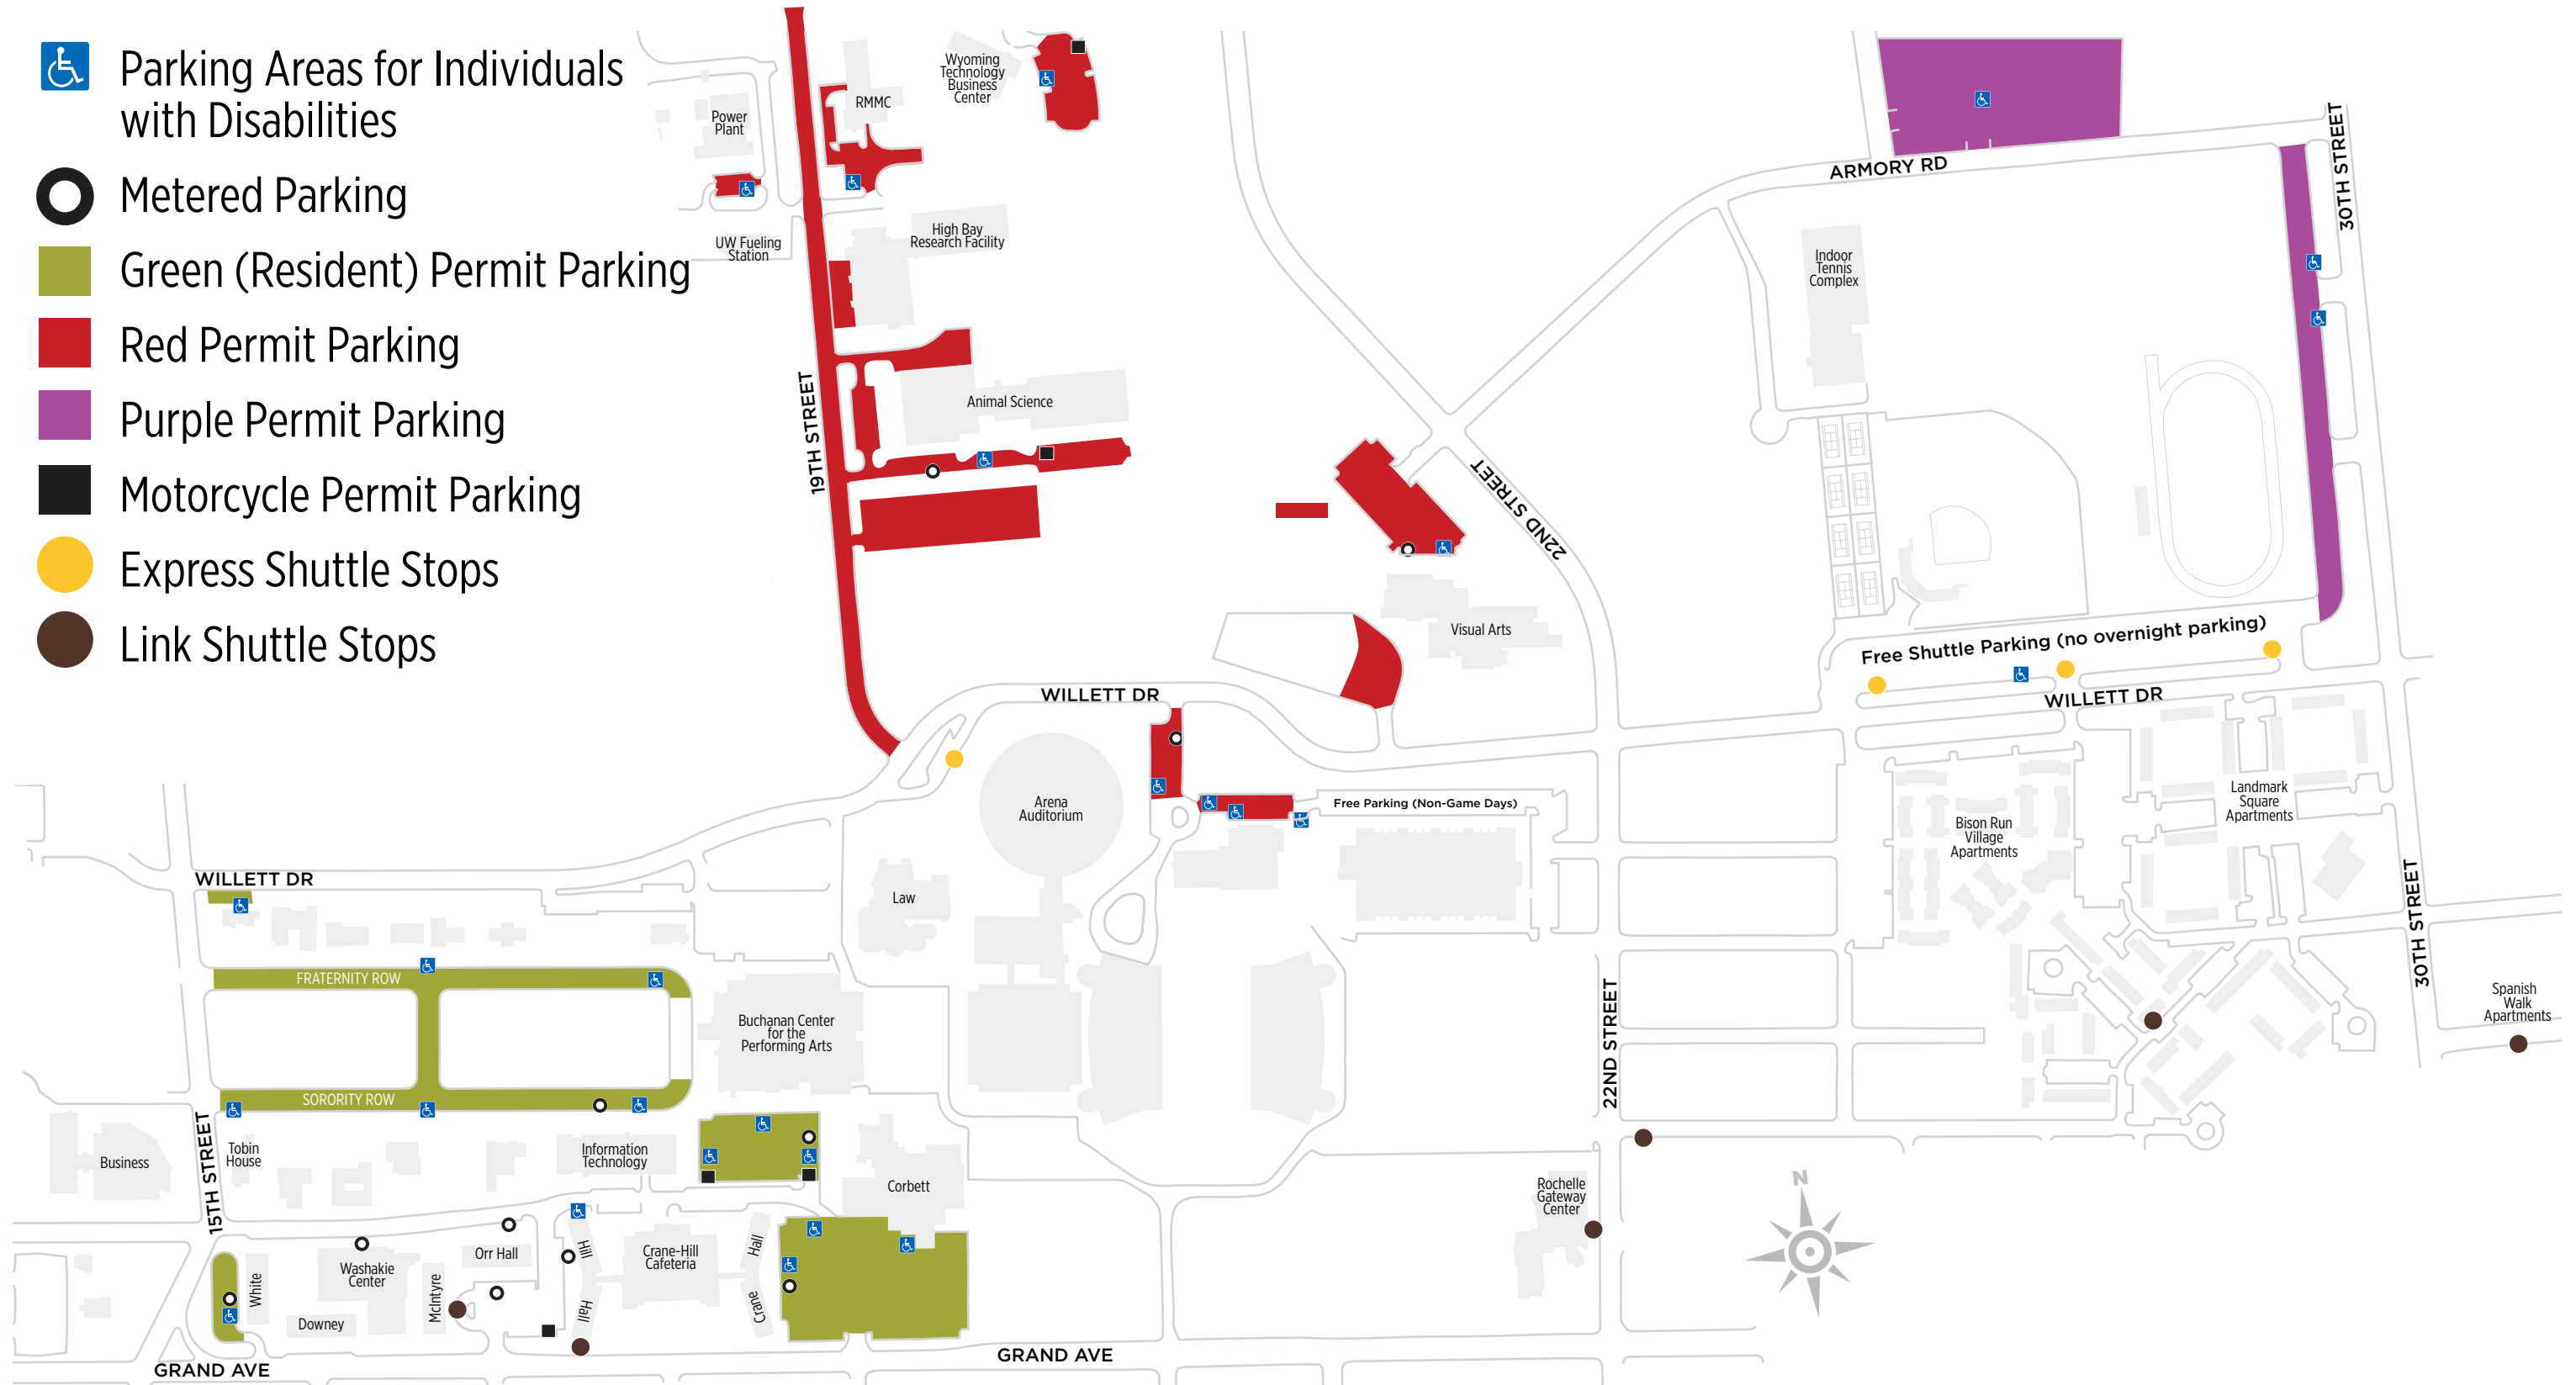 Parking Areas for Individuals
with Disabilities
Metered Parking
Green (Resident) Permit Parking
Red Permit Parking
Purple Permit Parking
Motorcycle Permit Parking
Express Shuttle Stops
Link Shuttle Stops
Power
Plant
RMMC
Wyoming
Technology
Business
Center
UW Fueling
Station
High Bay
Research Facility
19TH STREET
Animal Science
ARMORY RD
30TH STREET
Indoor
Tennis
Complex
22ND STREET
Visual Arts
Free Shuttle Parking (no overnight parking)
WILLETT DR
WILLETT DR
Arena
Auditorium
Free Parking (Non-Game Days)
Landmark
Square
Apartments
Bison Run
Village
Apartments
WILLETT DR
Law
30TH STREET
FRATERNITY ROW
Buchanan Center
for the
Performing Arts
22ND STREET
Spanish
Walk
Apartments
SORORITY ROW
15TH STREET
Business
Tobin
House
Information
Technology
Corbett
Rochelle
Gateway
Center
N
Orr Hall
Hill
Hall
Crane-Hill
Cafeteria
Hall
Crane
White
Washakie
Center
McIntyre
Downey
GRAND AVE
GRAND AVE